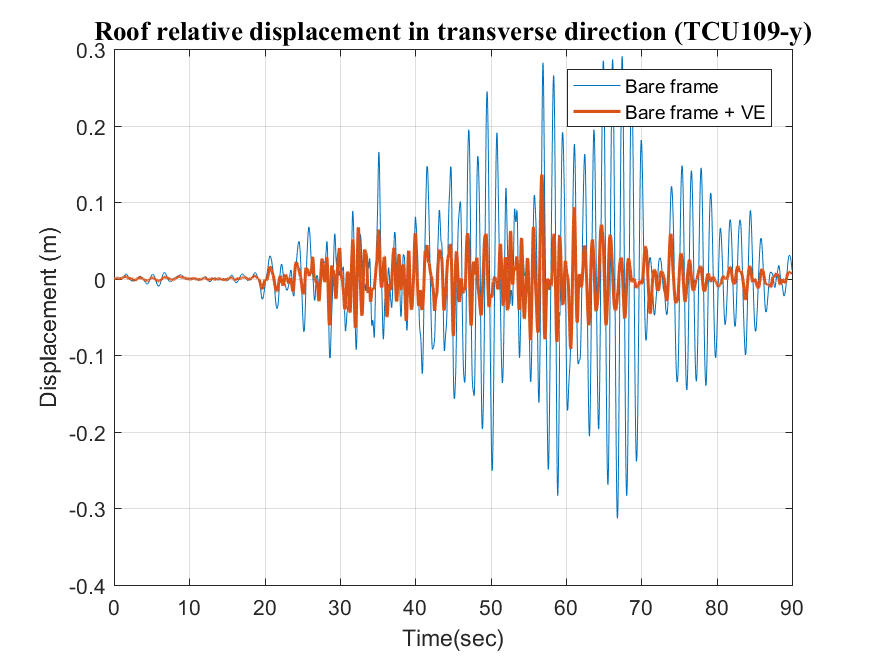 Roof relative displacement in transverse direction (TCU109-y)
0.3
0.2
0.1
0
-0.1
-0.2
-0.3
-0.4
Displacement (m)
Bare frame
Bare frame + VE
0 10 20 30 40 50 60 70 80 90
Time(sec)